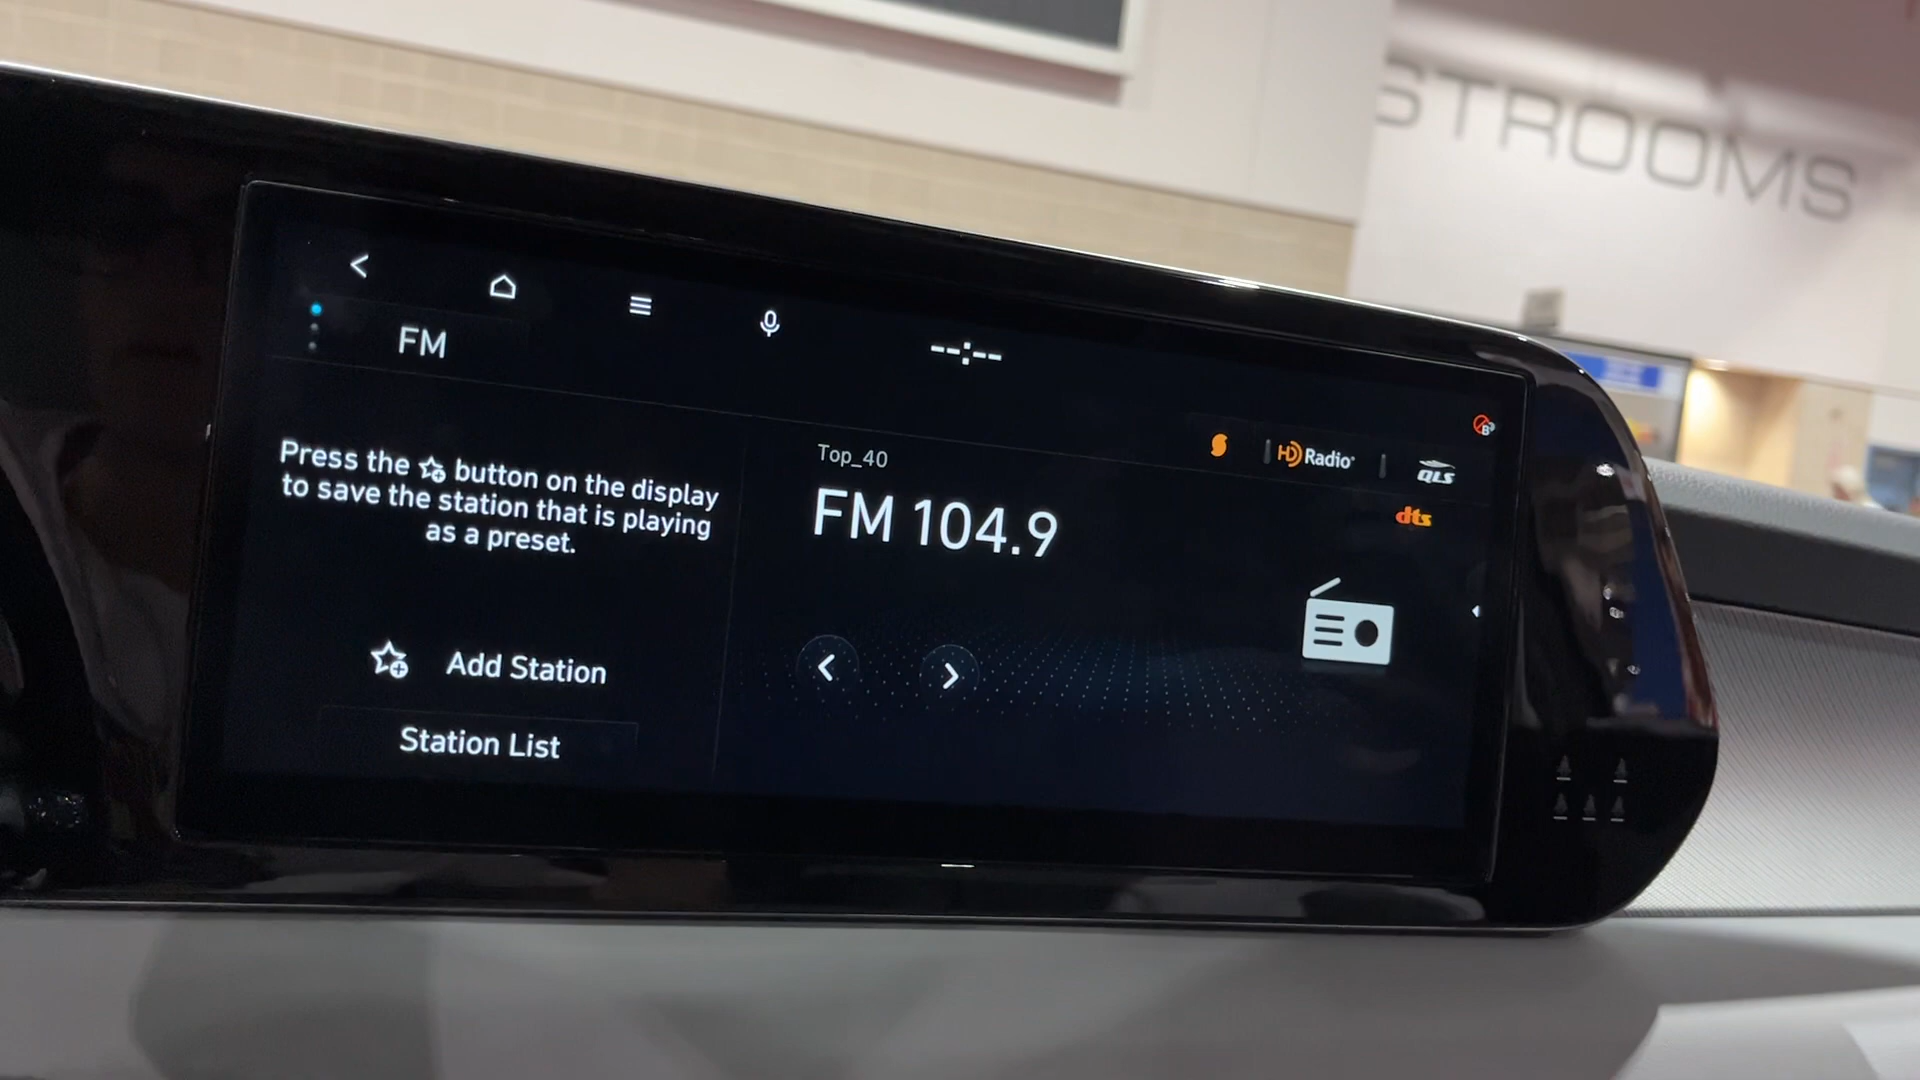 STROOMS
--:--
FM
Press the button on the display
to save the station that is playing
as a preset.
Add Station
Station List
Top_40
FM 104.9
HD Radio
QLS
dts